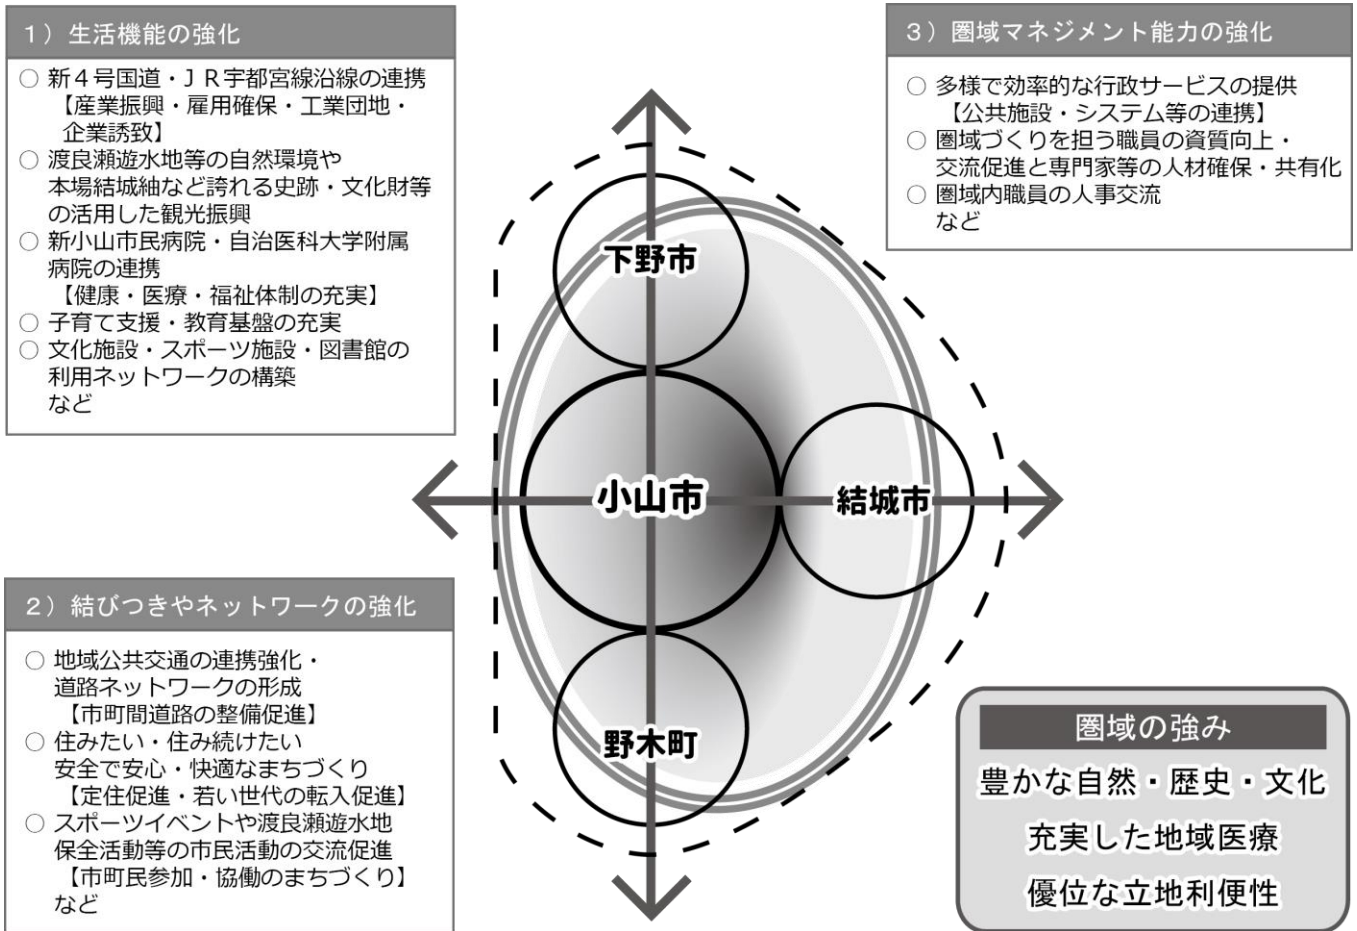 1）生活機能の強化
○ 新４号国道・ＪＲ宇都宮線沿線の連携
【産業振興・雇用確保・工業団地・
企業誘致】
○ 渡良瀬遊水地等の自然環境や
本場結城紬など誇れる史跡・文化財等
の活用した観光振興
○ 新小山市民病院・自治医科大学附属
病院の連携
【健康・医療・福祉体制の充実】
○ 子育て支援・教育基盤の充実
○ 文化施設・スポーツ施設・図書館の
利用ネットワークの構築
など
2）結びつきやネットワークの強化
○ 地域公共交通の連携強化・
道路ネットワークの形成
【市町間道路の整備促進】
○ 住みたい・住み続けたい
安全で安心・快適なまちづくり
【定住促進・若い世代の転入促進】
○ スポーツイベントや渡良瀬遊水地
保全活動等の市民活動の交流促進
【市町民参加・協働のまちづくり】
など
3）圏域マネジメント能力の強化
○ 多様で効率的な行政サービスの提供
【公共施設・システム等の連携】
○ 圏域づくりを担う職員の資質向上・
交流促進と専門家等の人材確保・共有化
○ 圏域内職員の人事交流
など
下野市
小山市
結城市
野木町
圏域の強み
豊かな自然・歴史・文化
充実した地域医療
優位な立地利便性